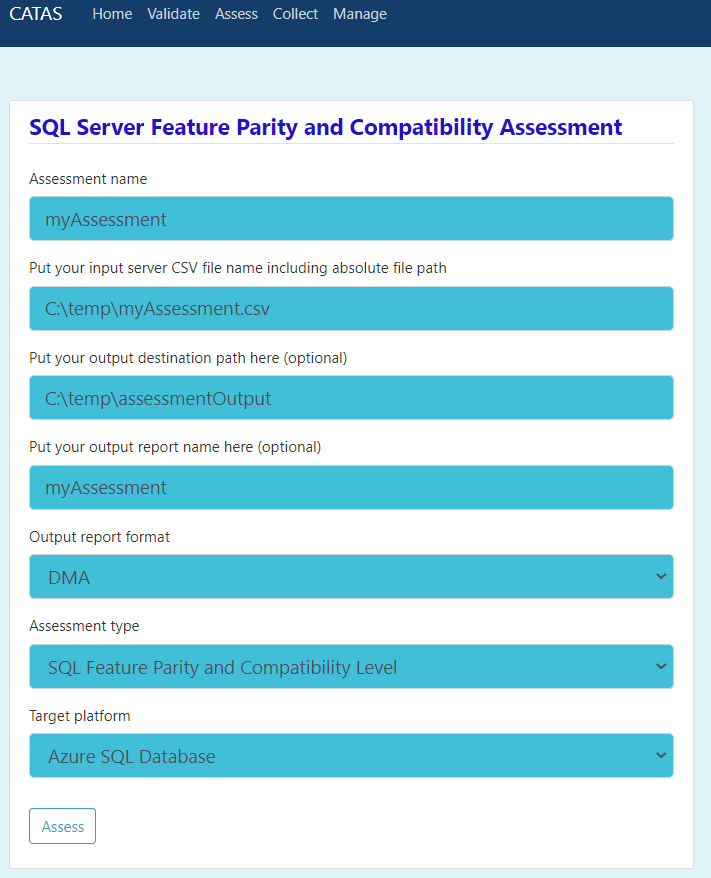 CATAS Home Validate Assess Collect Manage
SQL Server Feature Parity and Compatibility Assessment
Assessment name
myAssessment
Put your input server CSV file name including absolute file path
C:\temp\myAssessment.csv
Put your output destination path here (optional)
C:\temp\assessmentOutput
Put your output report name here (optional)
myAssessment
Output report format
DMA
Assessment type
SQL Feature Parity and Compatibility Level
Target platform
Azure SQL Database
Assess